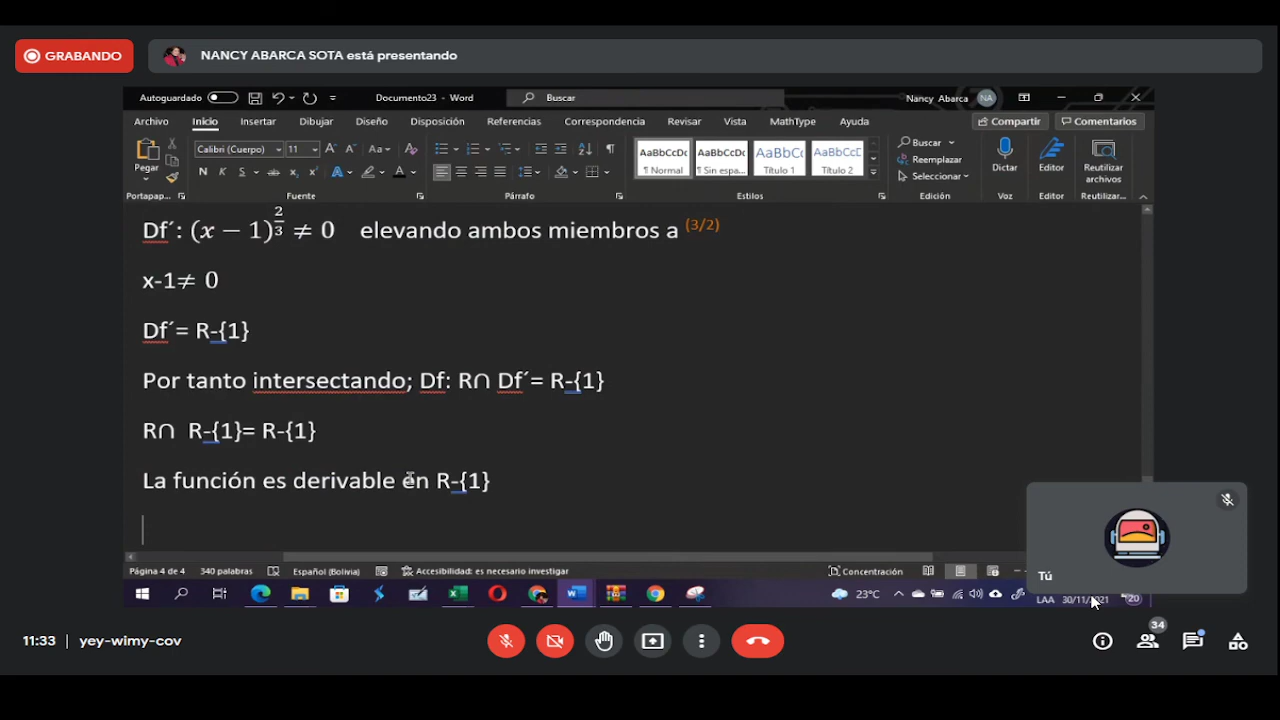 GRABANDO
NANCY ABARCA SOTA está presentando
Autoguardado Documento23 - Word Buscar Nancy Abarca NA
Archivo Inicio Insertar Dibujar Diseño Disposición Referencias Correspondencia Revisar Vista MathType Ayuda Compartir Comentarios
Calibri (Cuerpo) 11 Aa AaBbCcDc AaBbCcDc AaBbCc AaBbCcD Buscar
Pegar N K S ab x₂ x² A A ¶ Normal ¶ Sin espa... Título 1 Título 2 Reemplazar Seleccionar Dictar Editor Reutilizar archivos
Portapap... Fuente Párrafo Estilos Edición Voz Editor Reutilizar...
Df´: (x − 1)^(2/3) ≠ 0 elevando ambos miembros a (3/2)
x-1≠ 0
Df´= R-{1}
Por tanto intersectando; Df: R∩ Df´= R-{1}
R∩ R-{1}= R-{1}
La función es derivable en R-{1}
Tú
Página 4 de 4 340 palabras Español (Bolivia) Accesibilidad: es necesario investigar Concentración
23°C LAA 30/11/2021 20
11:33 | yey-wimy-cov
34